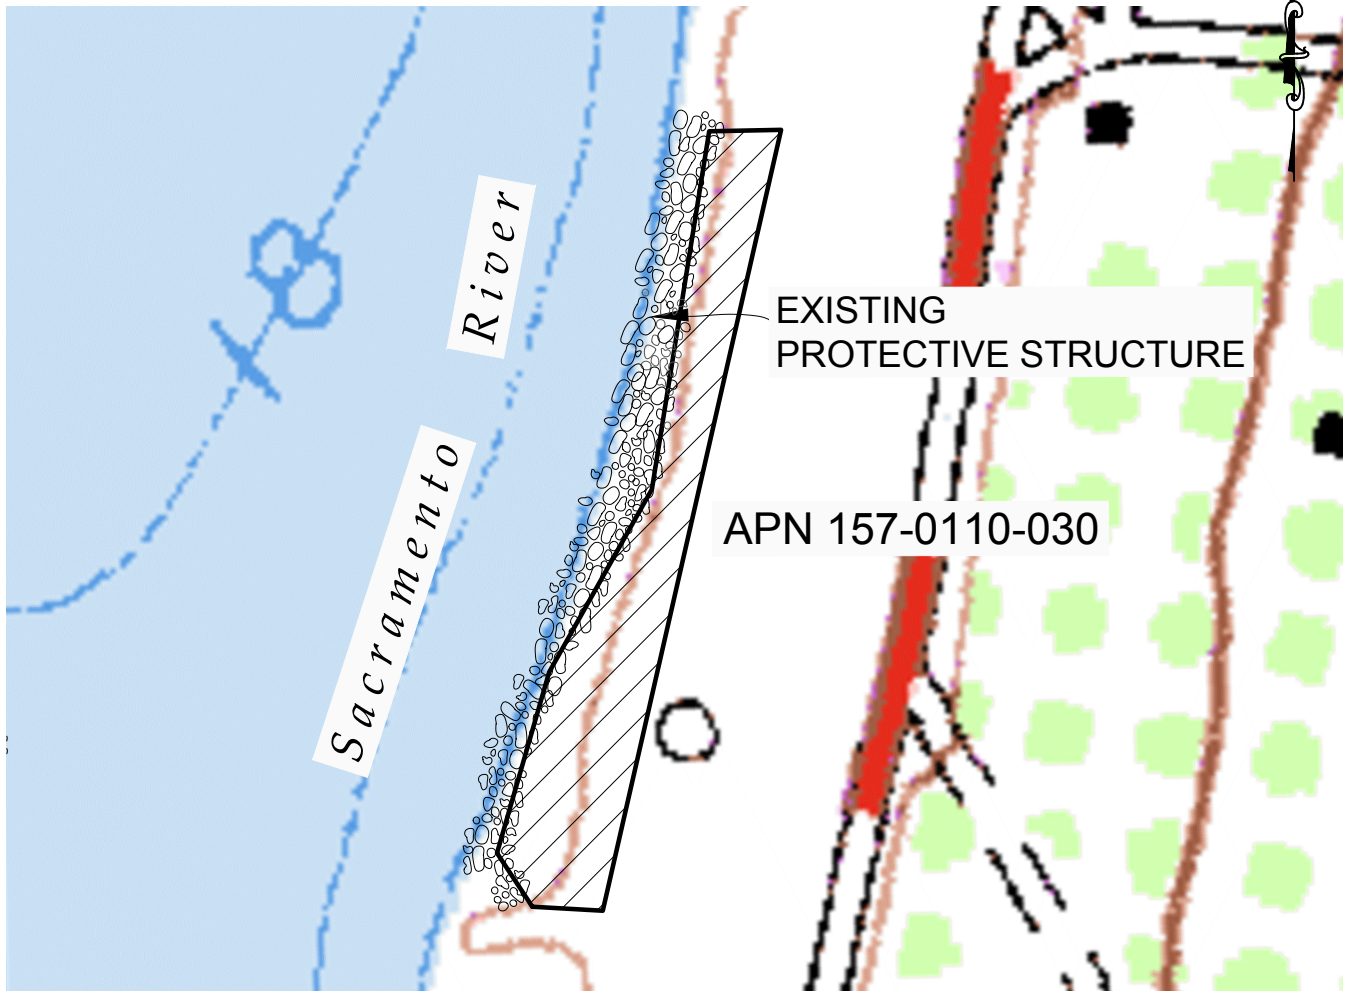 Sacramento
River
EXISTING
PROTECTIVE STRUCTURE
APN 157-0110-030